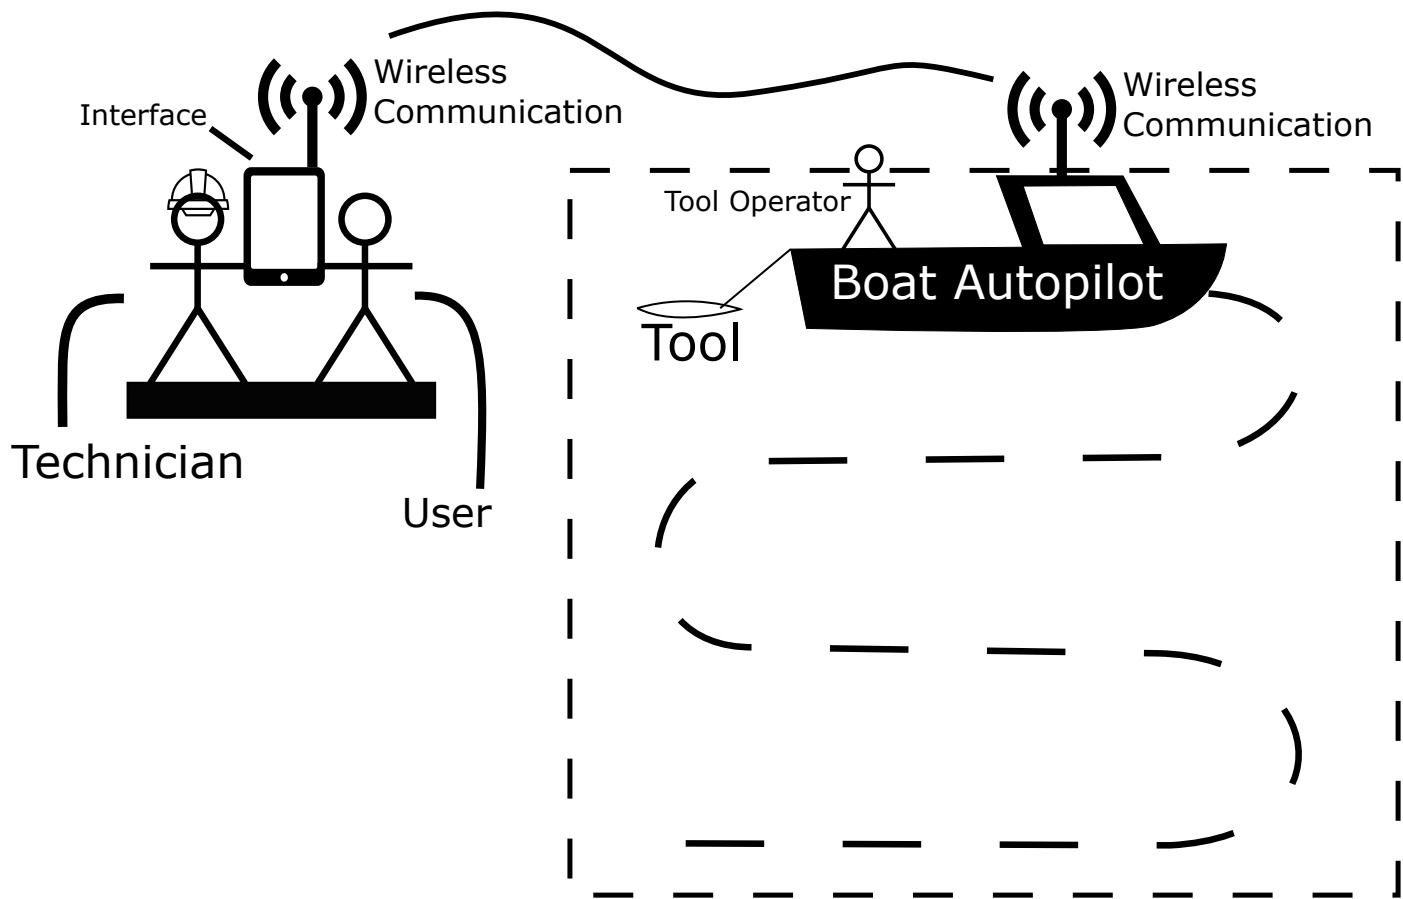 Wireless
Communication
Interface
Wireless
Communication
Tool Operator
Boat Autopilot
Tool
Technician
User